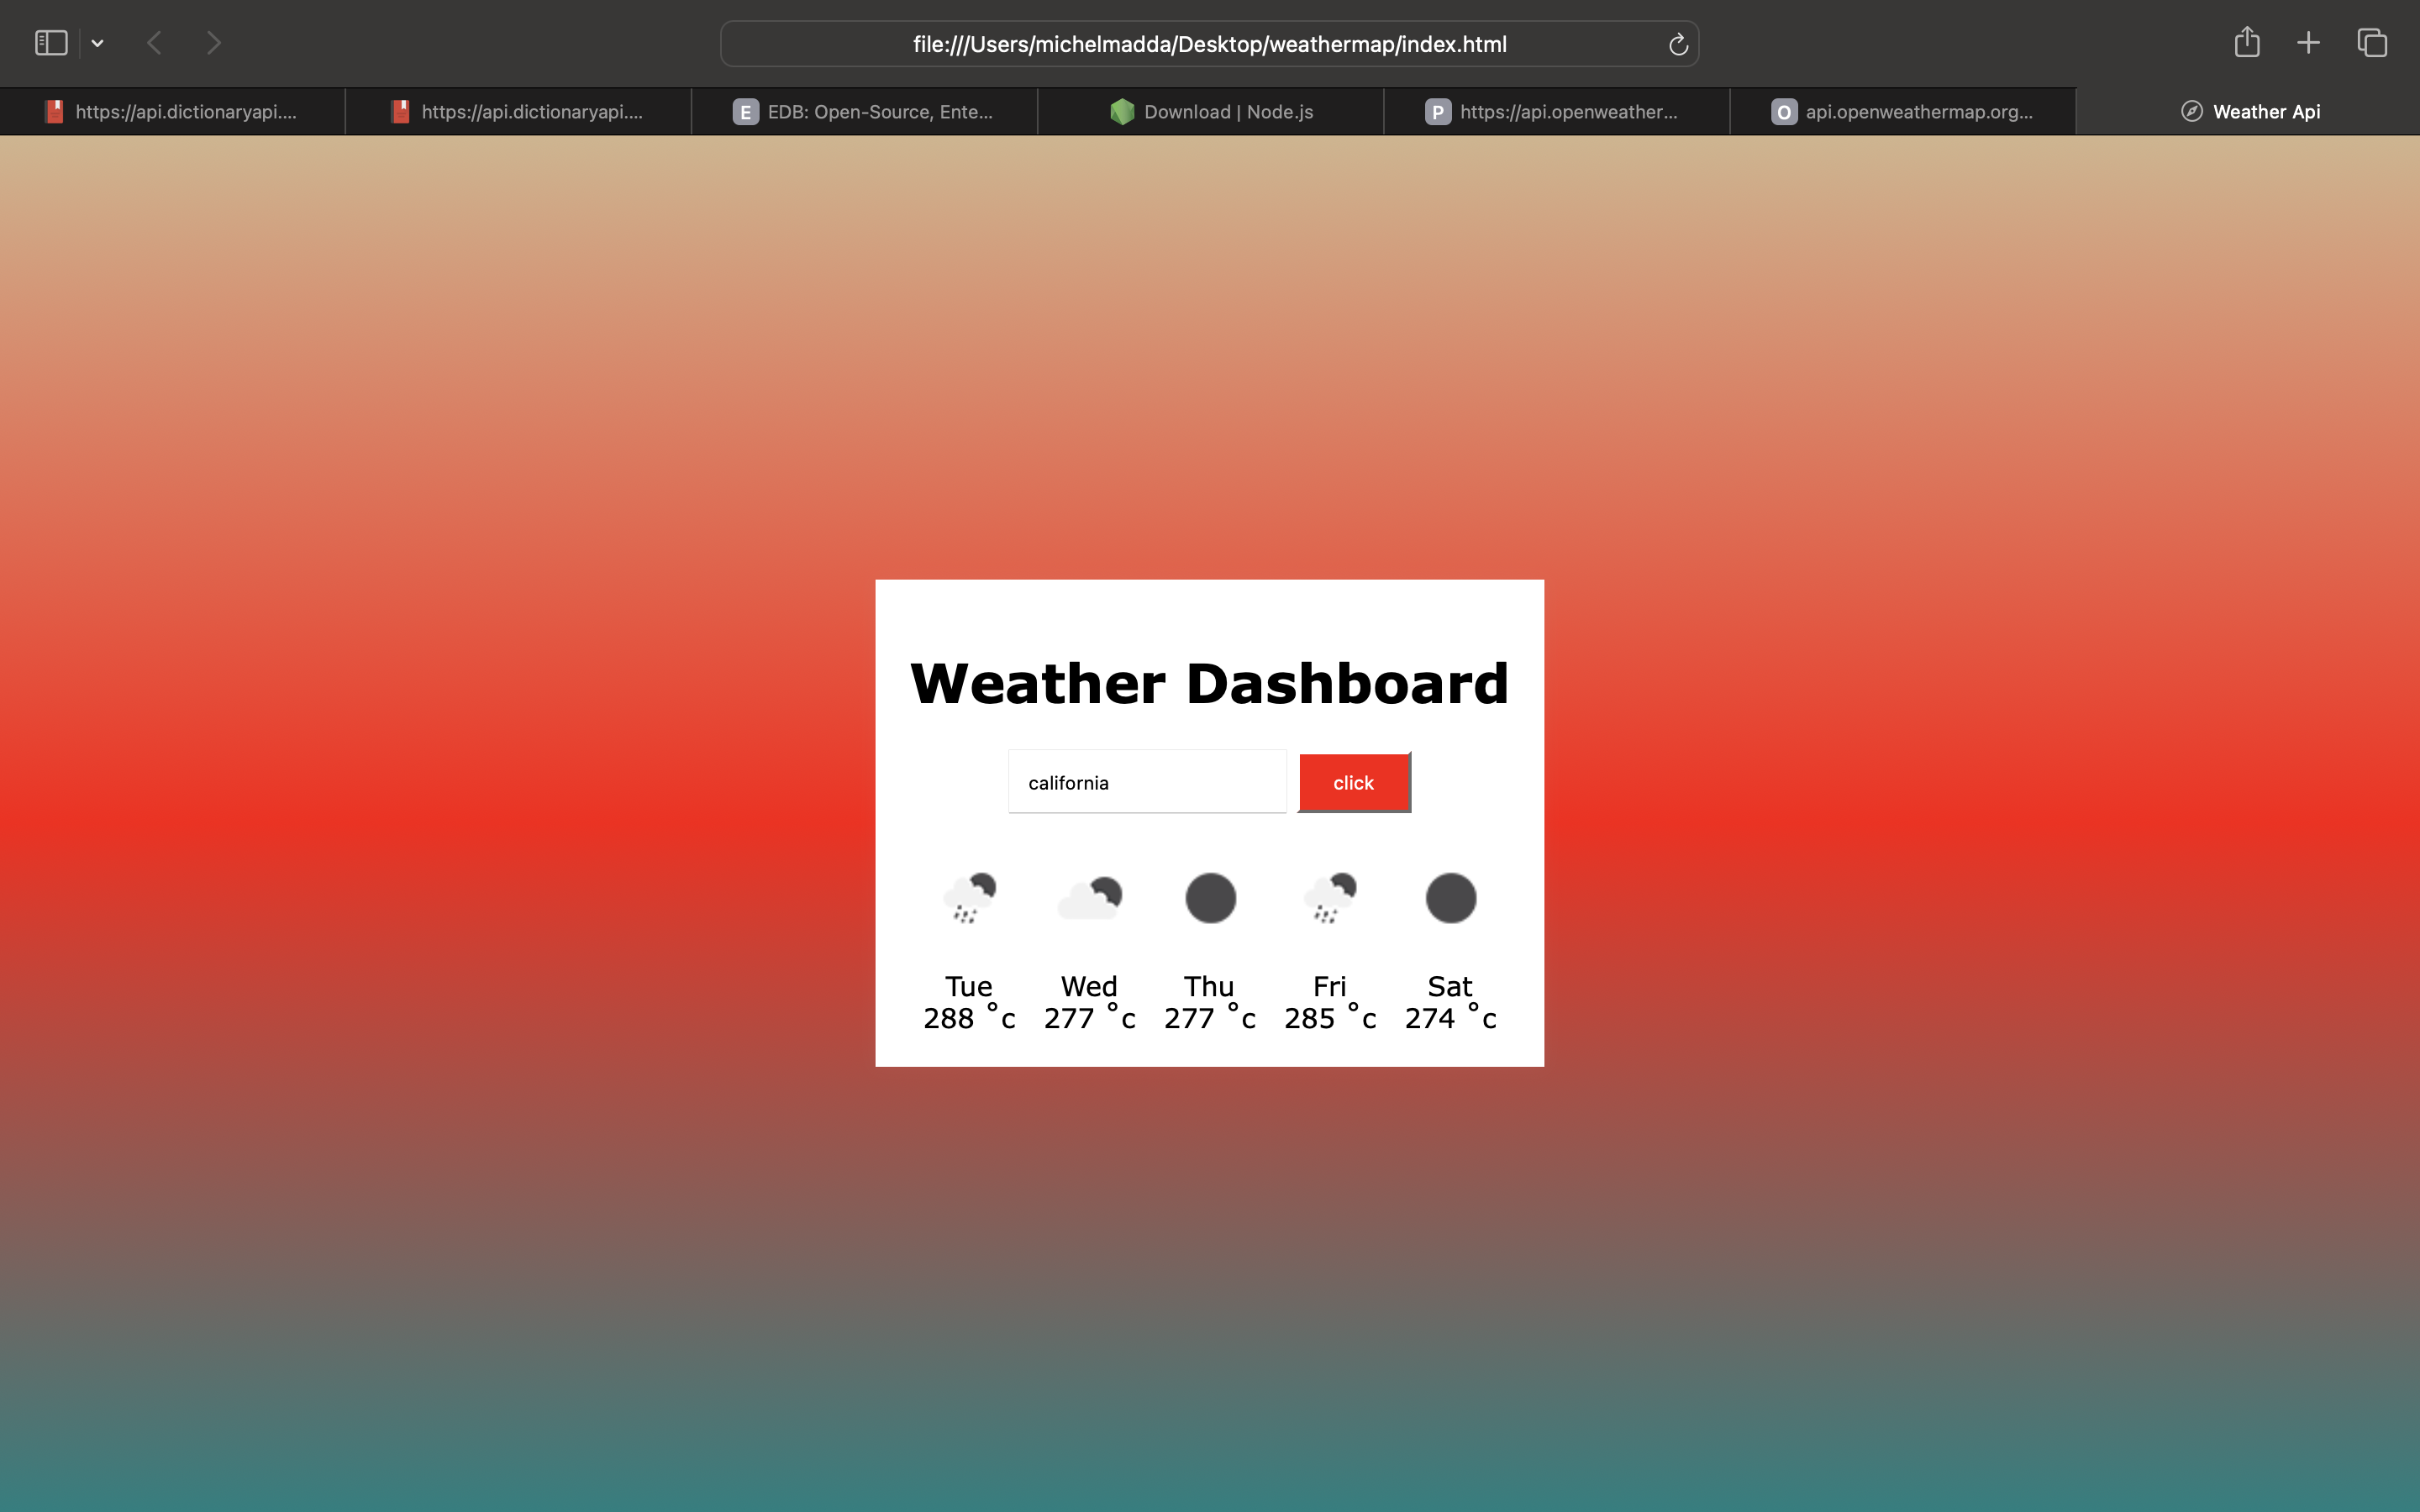 file:///Users/michelmadda/Desktop/weathermap/index.html
https://api.dictionaryapi....
https://api.dictionaryapi....
E EDB: Open-Source, Ente...
Download | Node.js
P https://api.openweather...
O api.openweathermap.org...
Weather Api
Weather Dashboard
california
click
Tue Wed Thu Fri Sat
288 °c 277 °c 277 °c 285 °c 274 °c